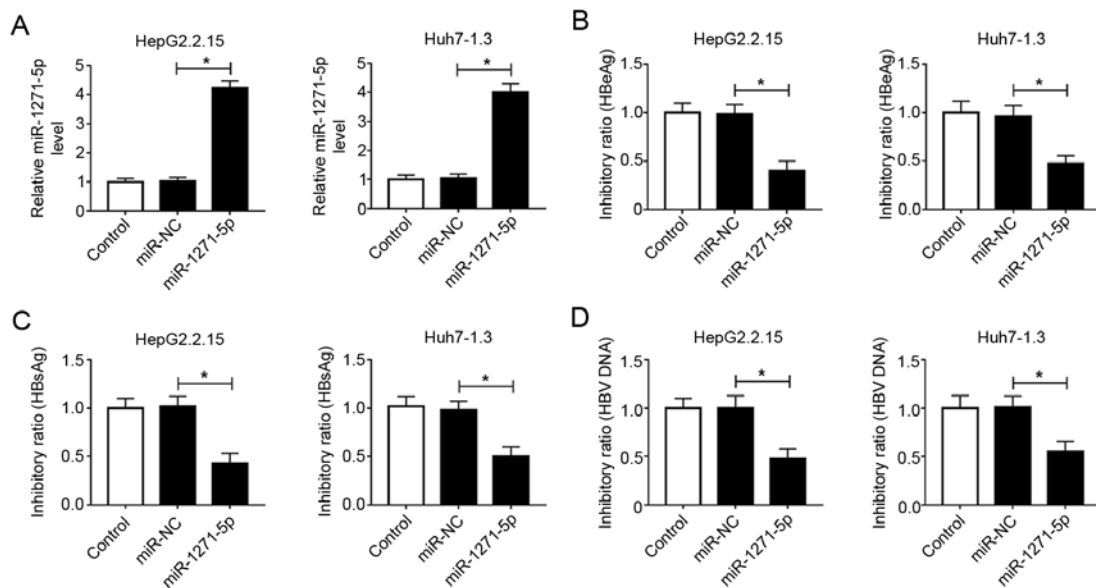 A
HepG2.2.15
Relative miR-1271-5p
level
5
4
3
2
1
0
*
Control
miR-NC
miR-1271-5p
Huh7-1.3
Relative miR-1271-5p
level
5
4
3
2
1
0
*
Control
miR-NC
miR-1271-5p
B
HepG2.2.15
Inhibitory ratio (HBeAg)
1.5
1.0
0.5
0.0
*
Control
miR-NC
miR-1271-5p
Huh7-1.3
Inhibitory ratio (HBeAg)
1.5
1.0
0.5
0.0
*
Control
miR-NC
miR-1271-5p
C
HepG2.2.15
Inhibitory ratio (HBsAg)
1.5
1.0
0.5
0.0
*
Control
miR-NC
miR-1271-5p
Huh7-1.3
Inhibitory ratio (HBsAg)
1.5
1.0
0.5
0.0
*
Control
miR-NC
miR-1271-5p
D
HepG2.2.15
Inhibitory ratio (HBV DNA)
1.5
1.0
0.5
0.0
*
Control
miR-NC
miR-1271-5p
Huh7-1.3
Inhibitory ratio (HBV DNA)
1.5
1.0
0.5
0.0
*
Control
miR-NC
miR-1271-5p